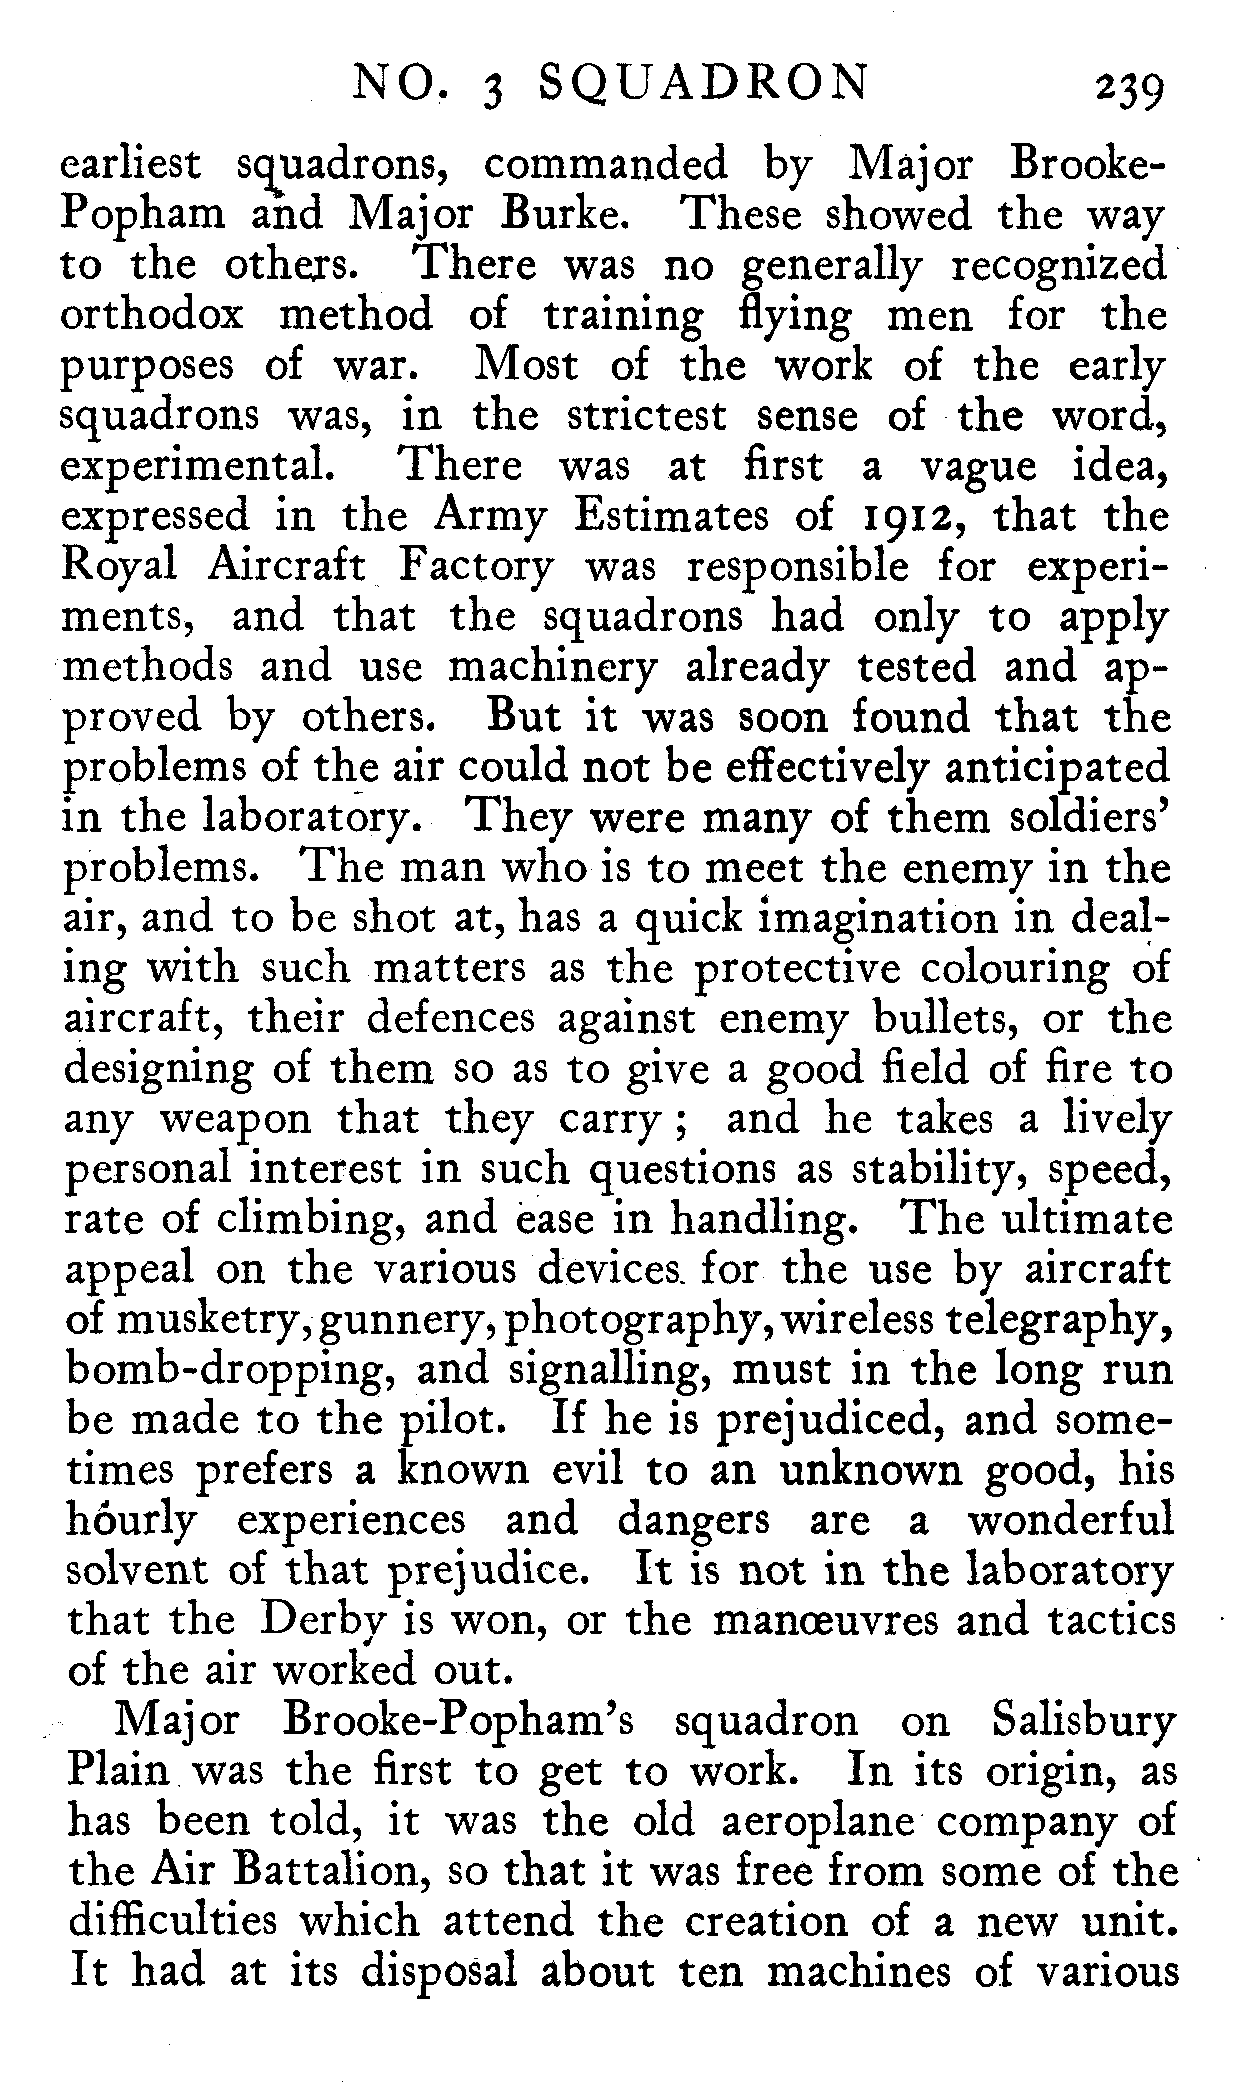 NO. 3 SQUADRON 239
earliest squadrons, commanded by Major Brooke-
Popham and Major Burke. These showed the way
to the others. There was no generally recognized
orthodox method of training flying men for the
purposes of war. Most of the work of the early
squadrons was, in the strictest sense of the word,
experimental. There was at first a vague idea,
expressed in the Army Estimates of 1912, that the
Royal Aircraft Factory was responsible for experi-
ments, and that the squadrons had only to apply
methods and use machinery already tested and ap-
proved by others. But it was soon found that the
problems of the air could not be effectively anticipated
in the laboratory. They were many of them soldiers'
problems. The man who is to meet the enemy in the
air, and to be shot at, has a quick imagination in deal-
ing with such matters as the protective colouring of
aircraft, their defences against enemy bullets, or the
designing of them so as to give a good field of fire to
any weapon that they carry ; and he takes a lively
personal interest in such questions as stability, speed,
rate of climbing, and ease in handling. The ultimate
appeal on the various devices for the use by aircraft
of musketry, gunnery, photography, wireless telegraphy,
bomb-dropping, and signalling, must in the long run
be made to the pilot. If he is prejudiced, and some-
times prefers a known evil to an unknown good, his
hourly experiences and dangers are a wonderful
solvent of that prejudice. It is not in the laboratory
that the Derby is won, or the manœuvres and tactics
of the air worked out.
Major Brooke-Popham's squadron on Salisbury
Plain was the first to get to work. In its origin, as
has been told, it was the old aeroplane company of
the Air Battalion, so that it was free from some of the
difficulties which attend the creation of a new unit.
It had at its disposal about ten machines of various